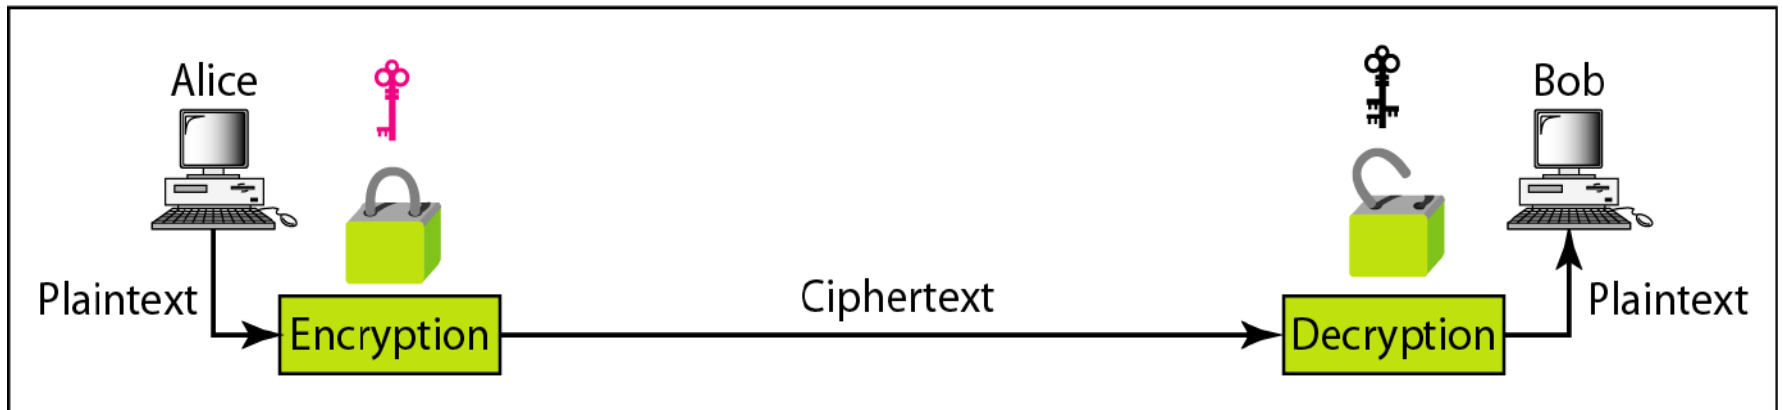 Alice
Bob
Plaintext
Encryption
Ciphertext
Decryption
Plaintext